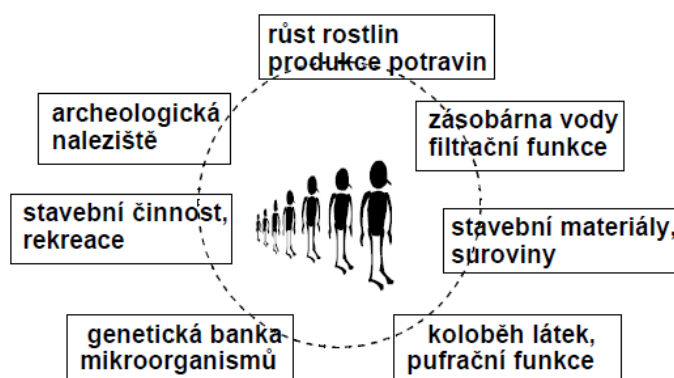 růst rostlin
produkce potravin
archeologická
naleziště
zásobárna vody
filtrační funkce
stavební činnost,
rekreace
stavební materiály,
suroviny
genetická banka
mikroorganismů
koloběh látek,
pufrační funkce